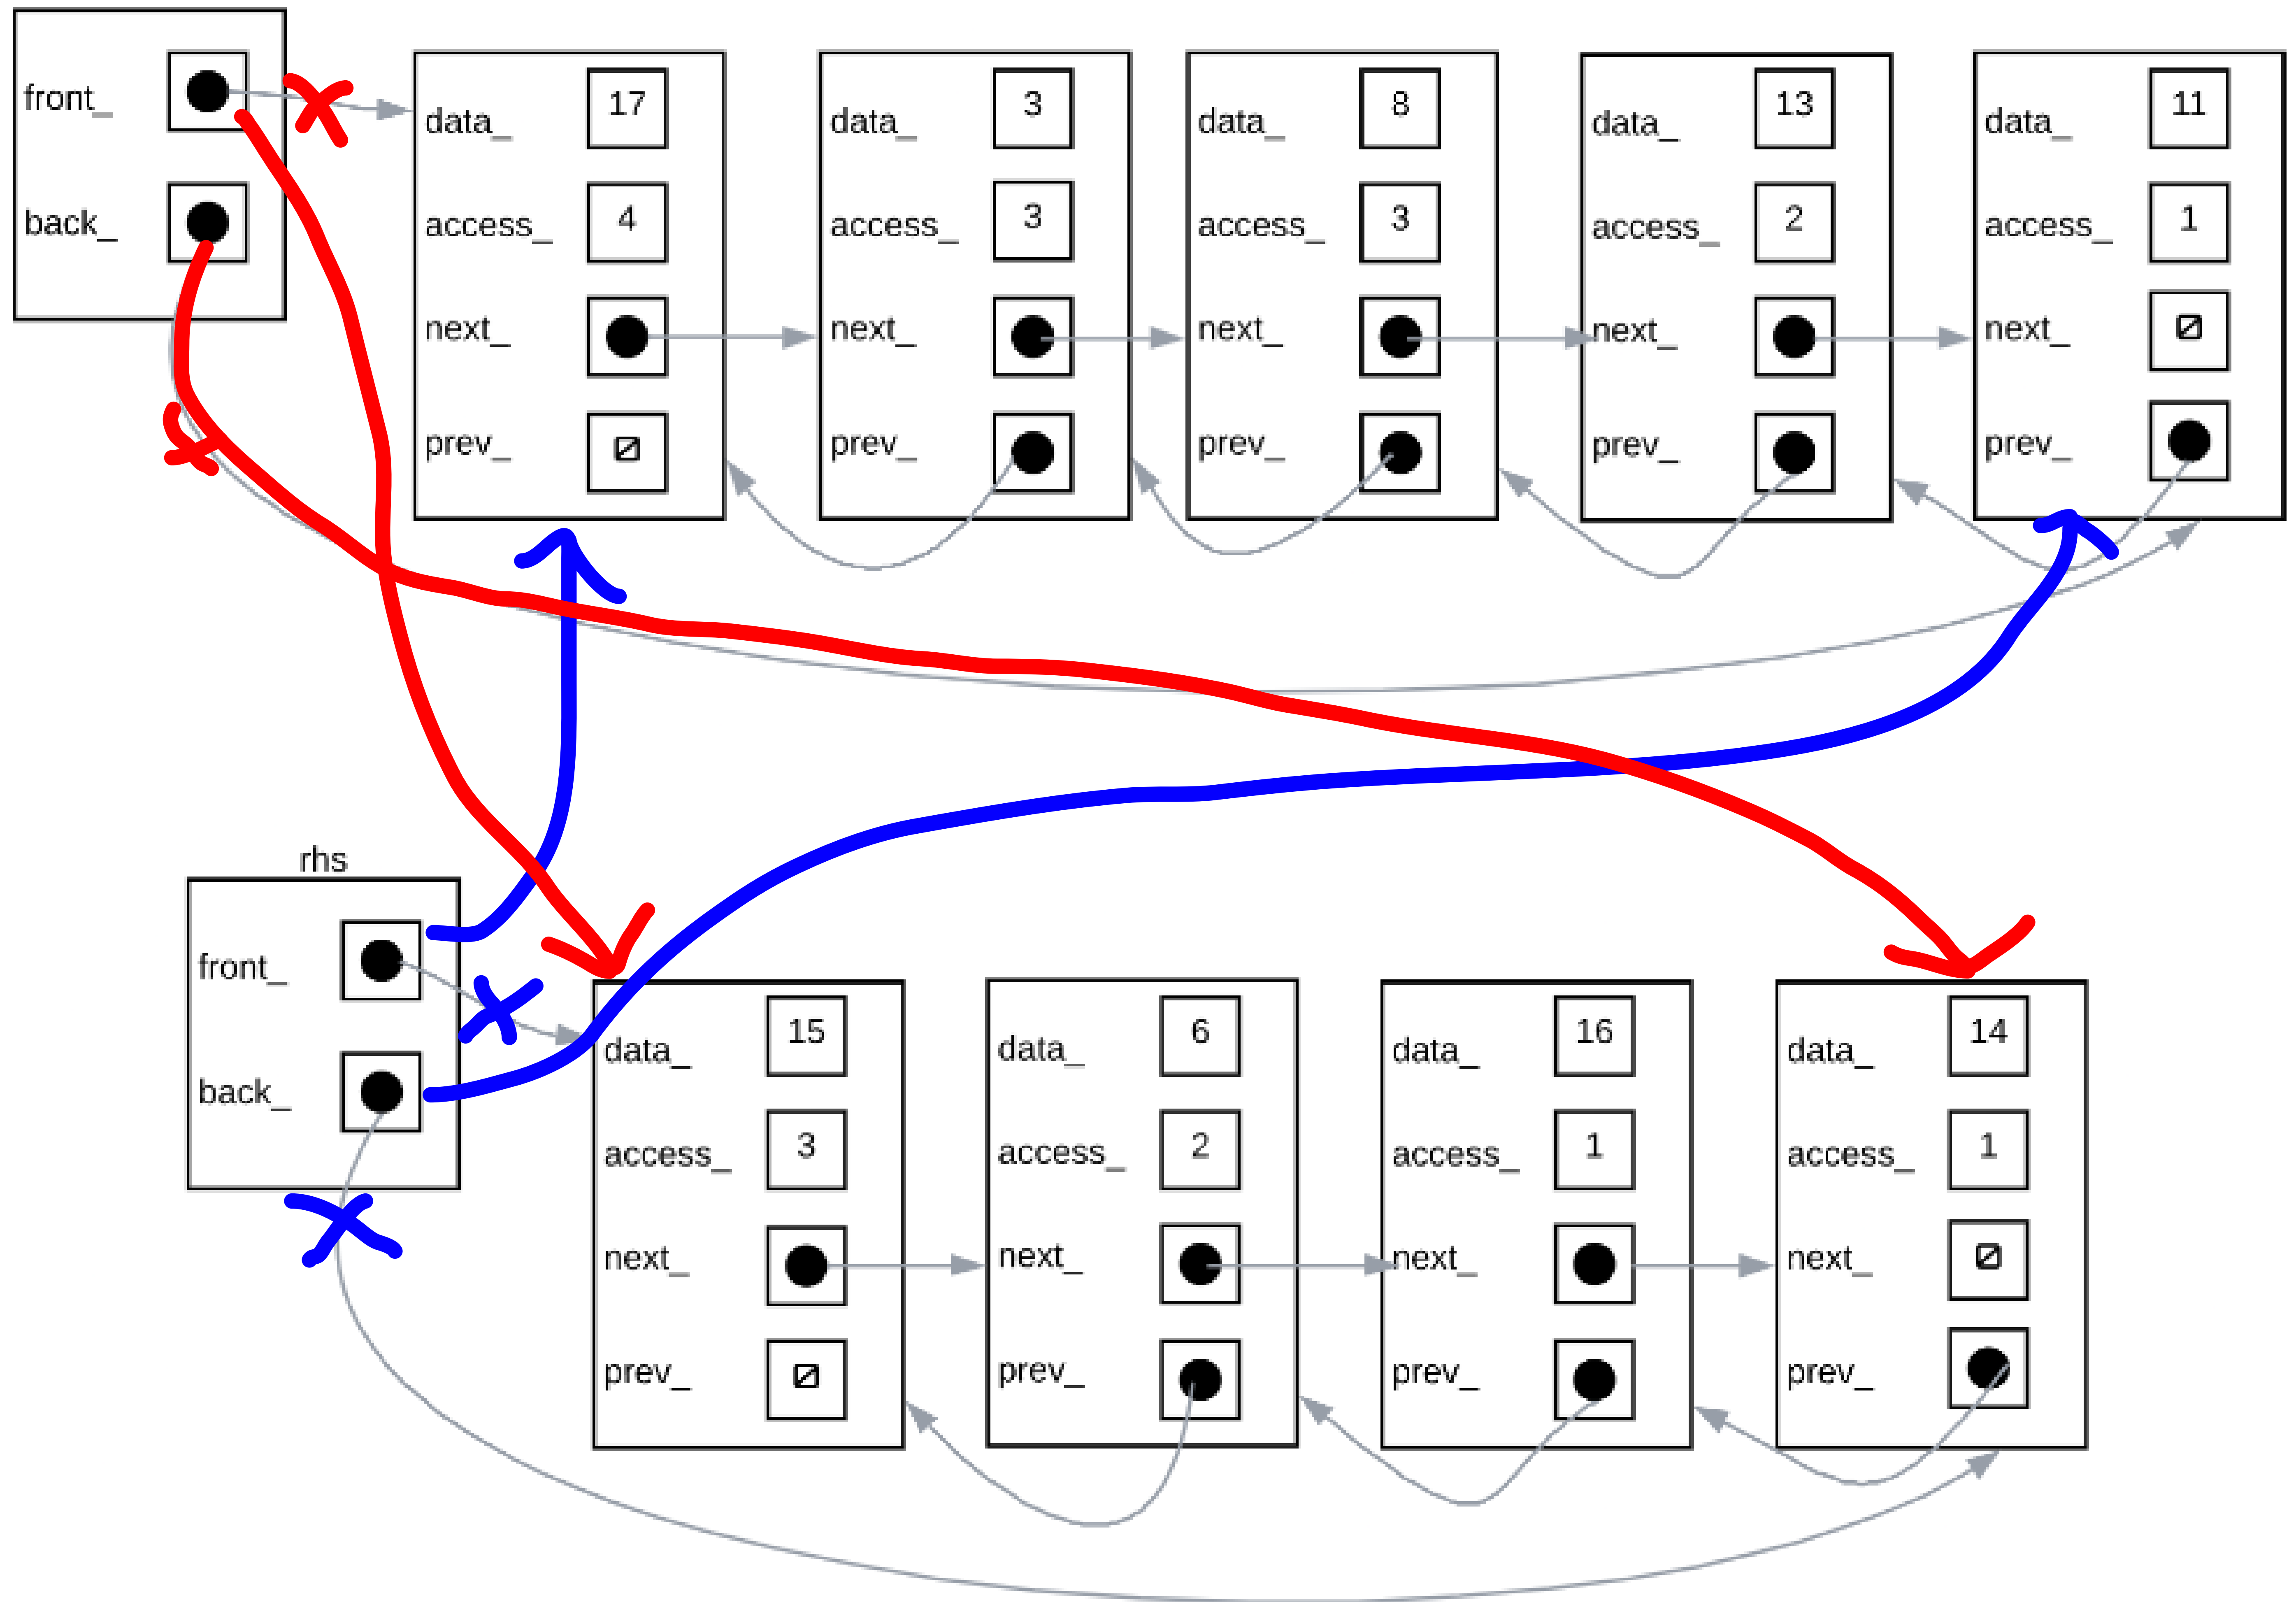 front_
back_
data_ 17
access_ 4
next_
prev_
data_ 3
access_ 3
next_
prev_
data_ 8
access_ 3
next_
prev_
data_ 13
access_ 2
next_
prev_
data_ 11
access_ 1
next_
prev_
rhs
front_
back_
data_ 15
access_ 3
next_
prev_
data_ 6
access_ 2
next_
prev_
data_ 16
access_ 1
next_
prev_
data_ 14
access_ 1
next_
prev_